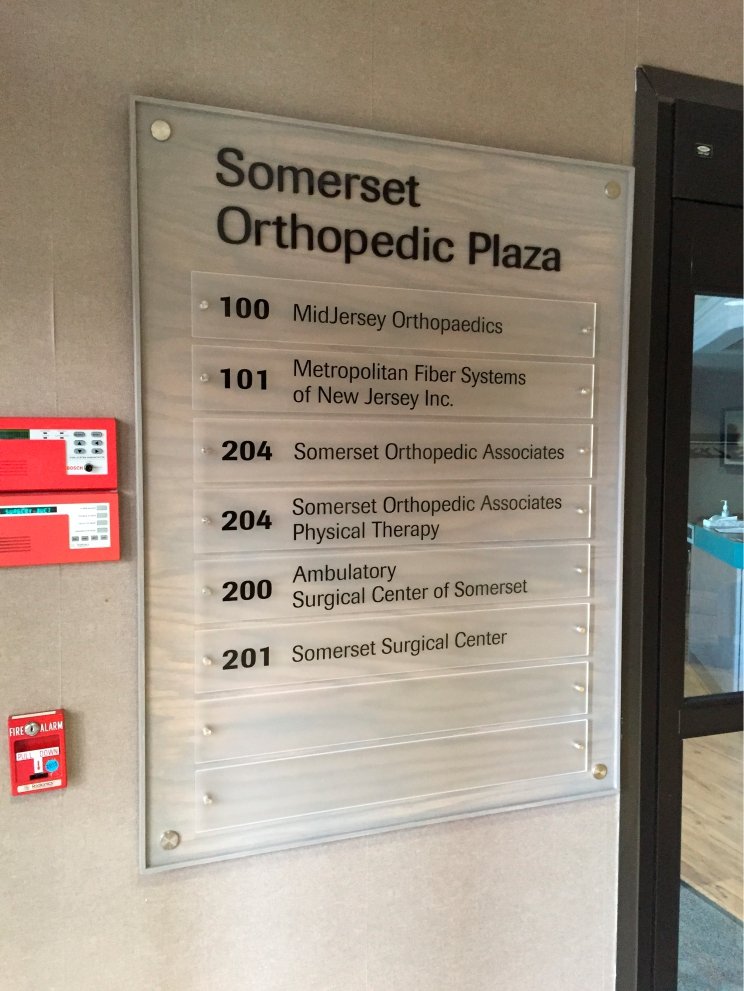 Somerset
Orthopedic Plaza
100 MidJersey Orthopaedics
101 Metropolitan Fiber Systems
of New Jersey Inc.
204 Somerset Orthopedic Associates
204 Somerset Orthopedic Associates
Physical Therapy
200 Ambulatory
Surgical Center of Somerset
201 Somerset Surgical Center
BOSCH
FIRE ALARM
PULL DOWN